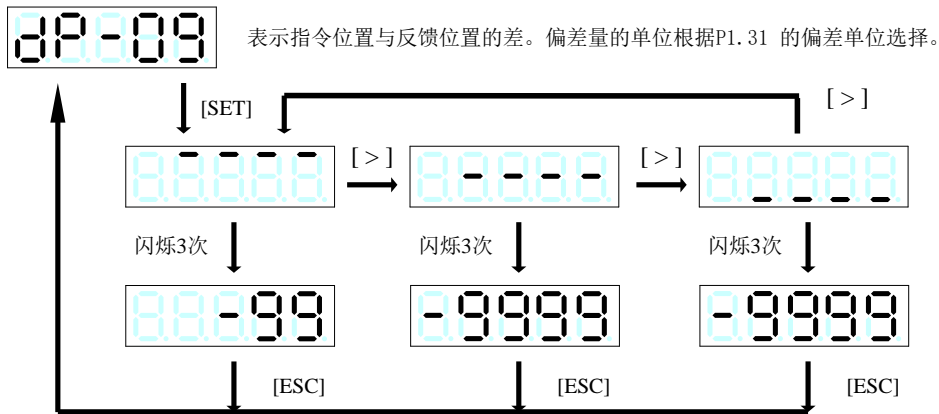 dP-09
表示指令位置与反馈位置的差。偏差量的单位根据P1.31 的偏差单位选择。
[SET]
[ > ]
- - - -
[ > ]
- - - -
[ > ]
_ _ _ _
闪烁3次
闪烁3次
闪烁3次
-99
-9999
-9999
[ESC]
[ESC]
[ESC]